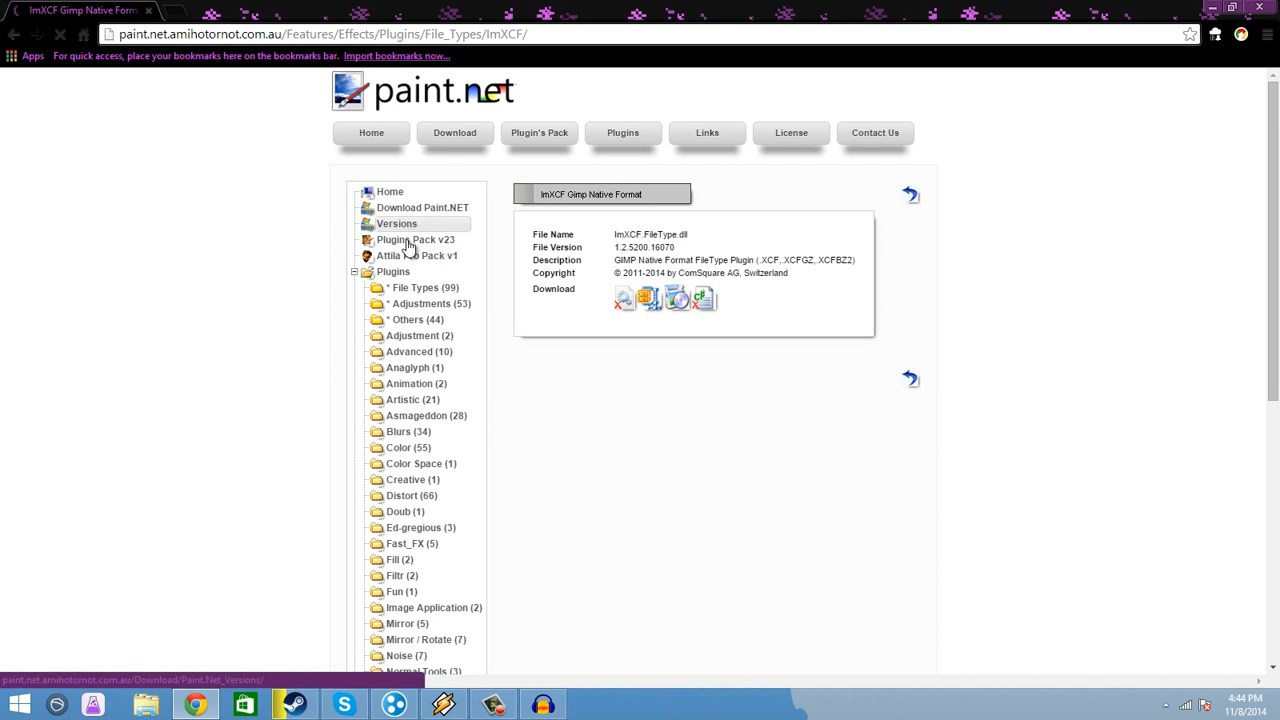 ImXCF Gimp Native Form
paint.net.amihotornot.com.au/Features/Effects/Plugins/File_Types/ImXCF/
Apps For quick access, place your bookmarks here on the bookmarks bar. Import bookmarks now...
paint.net
Home Download Plugin's Pack Plugins Links License Contact Us
Home
Download Paint.NET
Versions
Plugins Pack v23
Attila Pack v1
Plugins
* File Types (99)
* Adjustments (53)
* Others (44)
Adjustment (2)
Advanced (10)
Anaglyph (1)
Animation (2)
Artistic (21)
Asmageddon (28)
Blurs (34)
Color (55)
Color Space (1)
Creative (1)
Distort (66)
Doub (1)
Ed-gregious (3)
Fast_FX (5)
Fill (2)
Filtr (2)
Fun (1)
Image Application (2)
Mirror (5)
Mirror / Rotate (7)
Noise (7)
Normal Tools (3)
ImXCF Gimp Native Format
File Name ImXCF.FileType.dll
File Version 1.2.5200.16070
Description GIMP Native Format FileType Plugin (.XCF,.XCFGZ,.XCFBZ2)
Copyright © 2011-2014 by ComSquare AG, Switzerland
Download
paint.net.amihotornot.com.au/Download/Paint.Net_Versions/
4:44 PM
11/8/2014